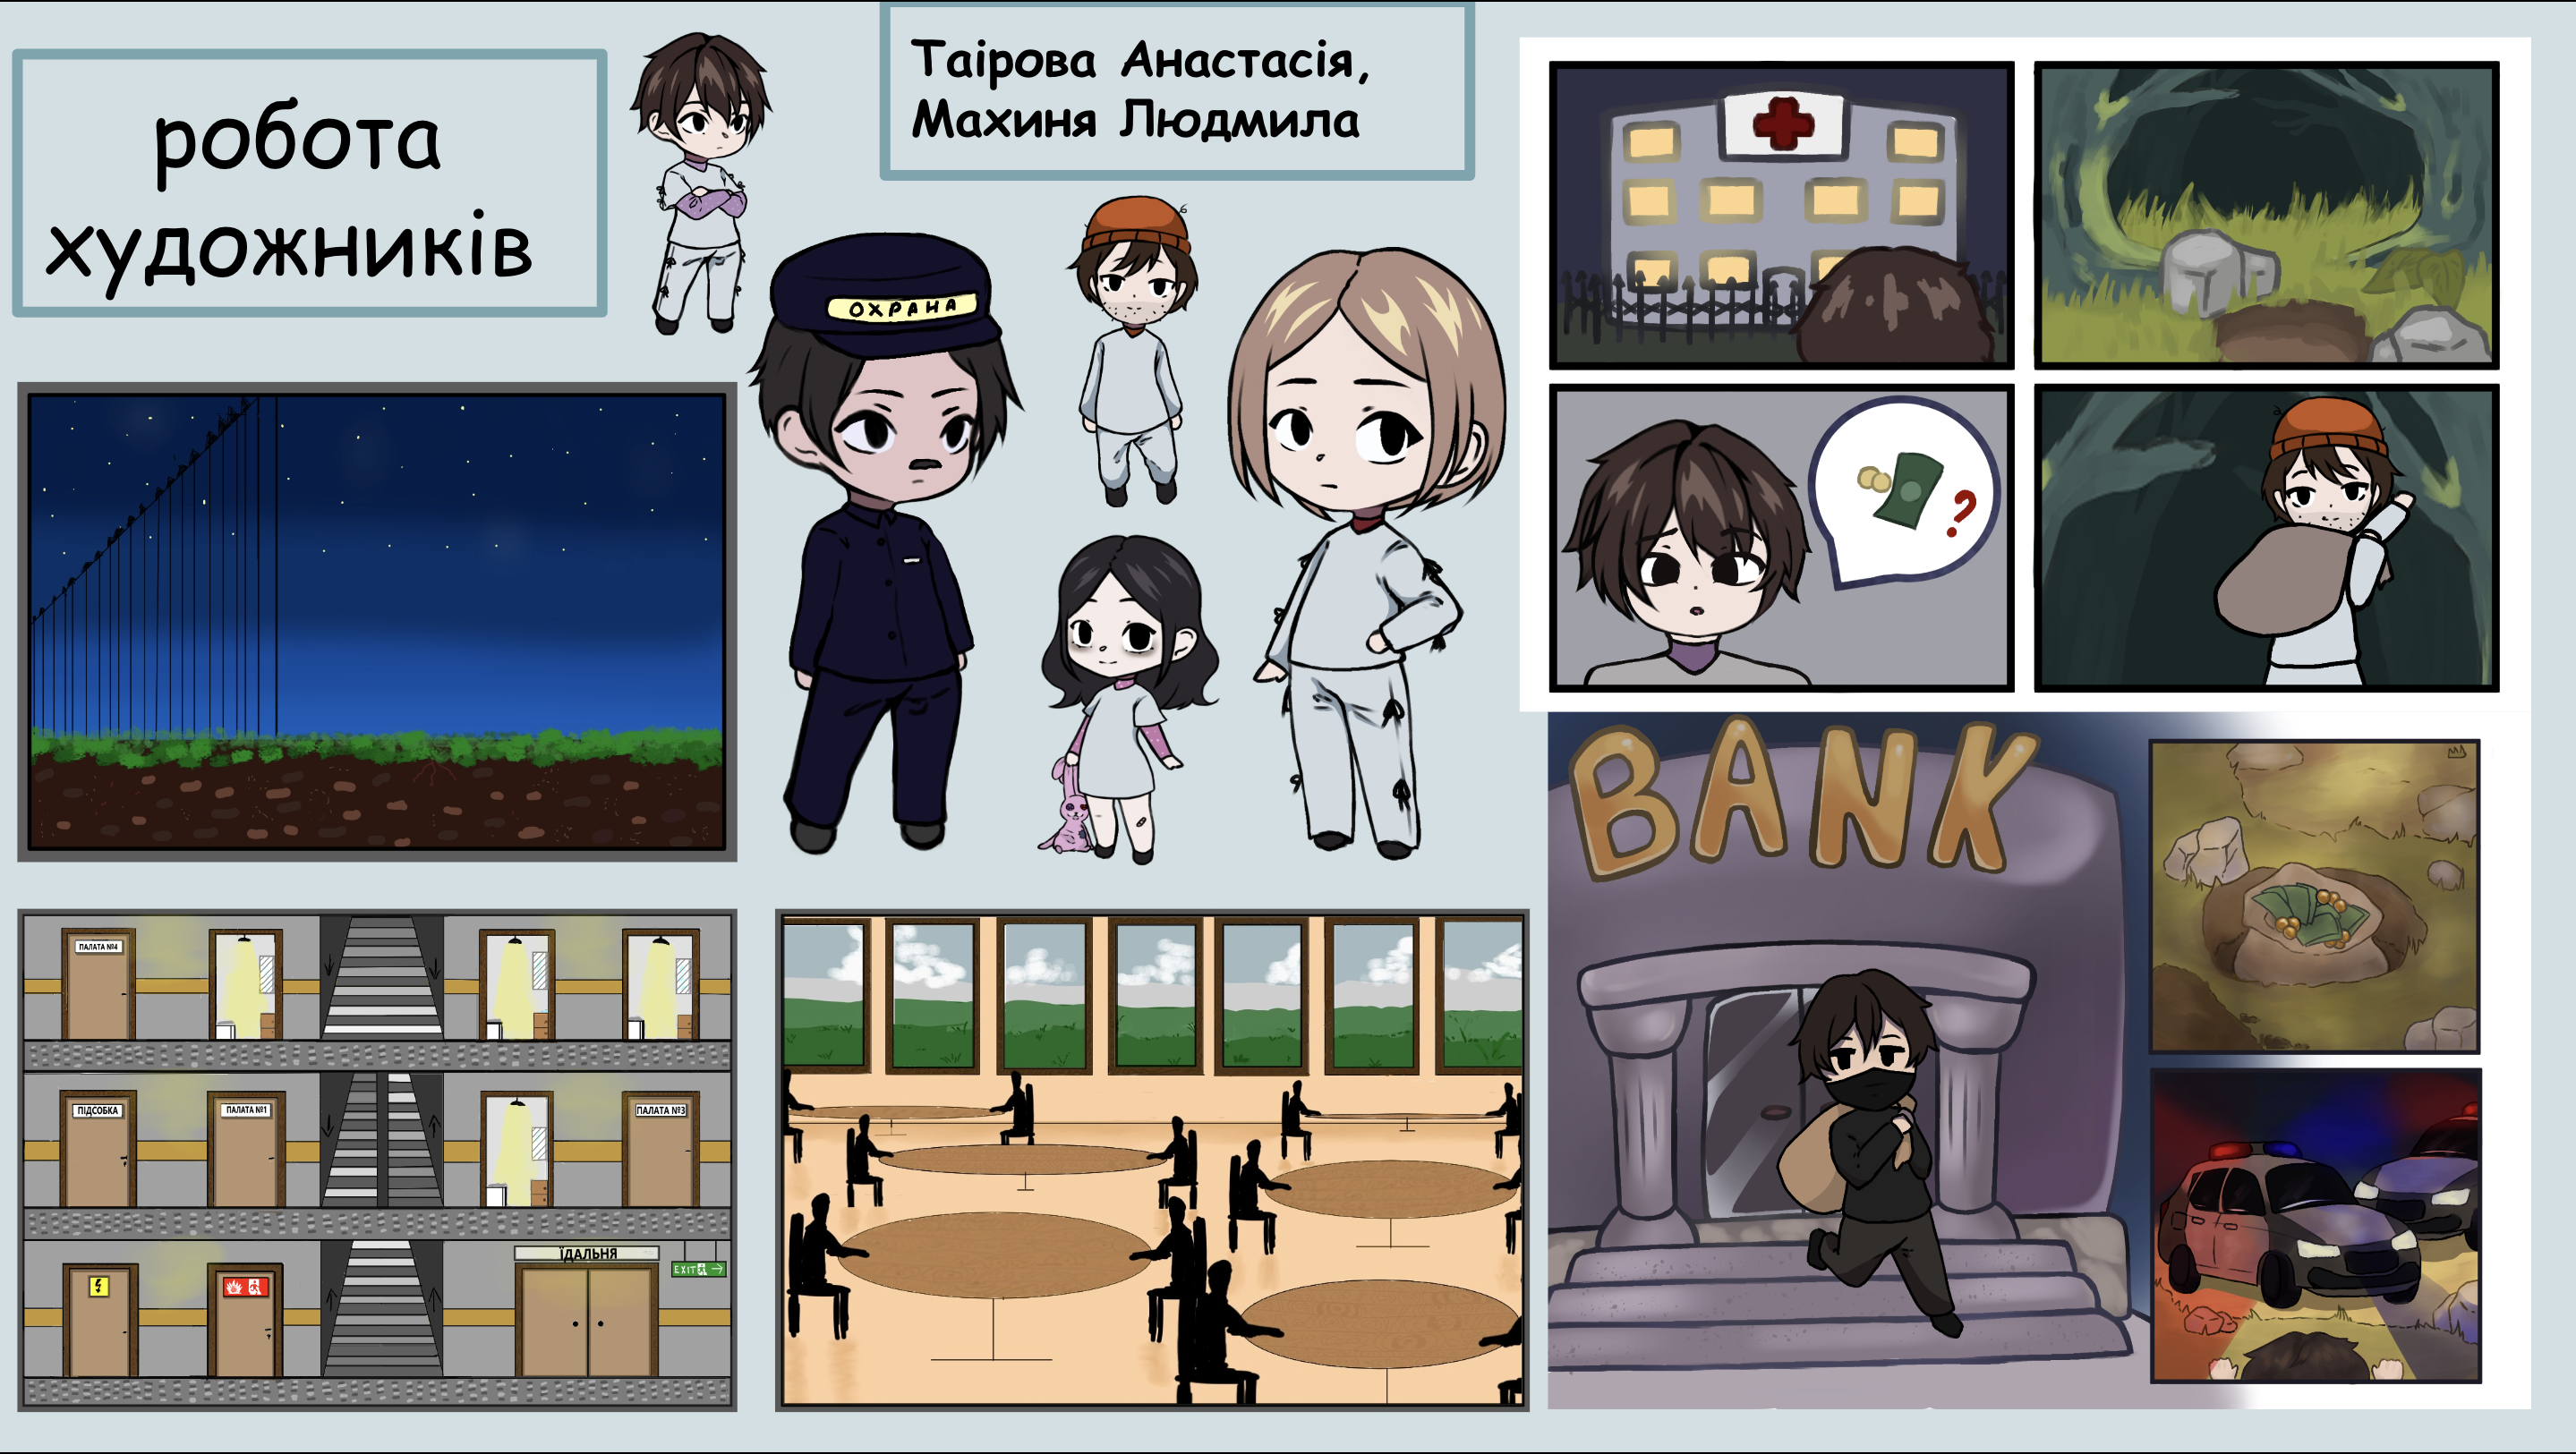 робота
художників
Таірова Анастасія,
Махиня Людмила
ОХРАНА
?
BANK
ПАЛАТА №4
ПІДСОБКА
ПАЛАТА №1
ПАЛАТА №3
ЇДАЛЬНЯ
EXIT